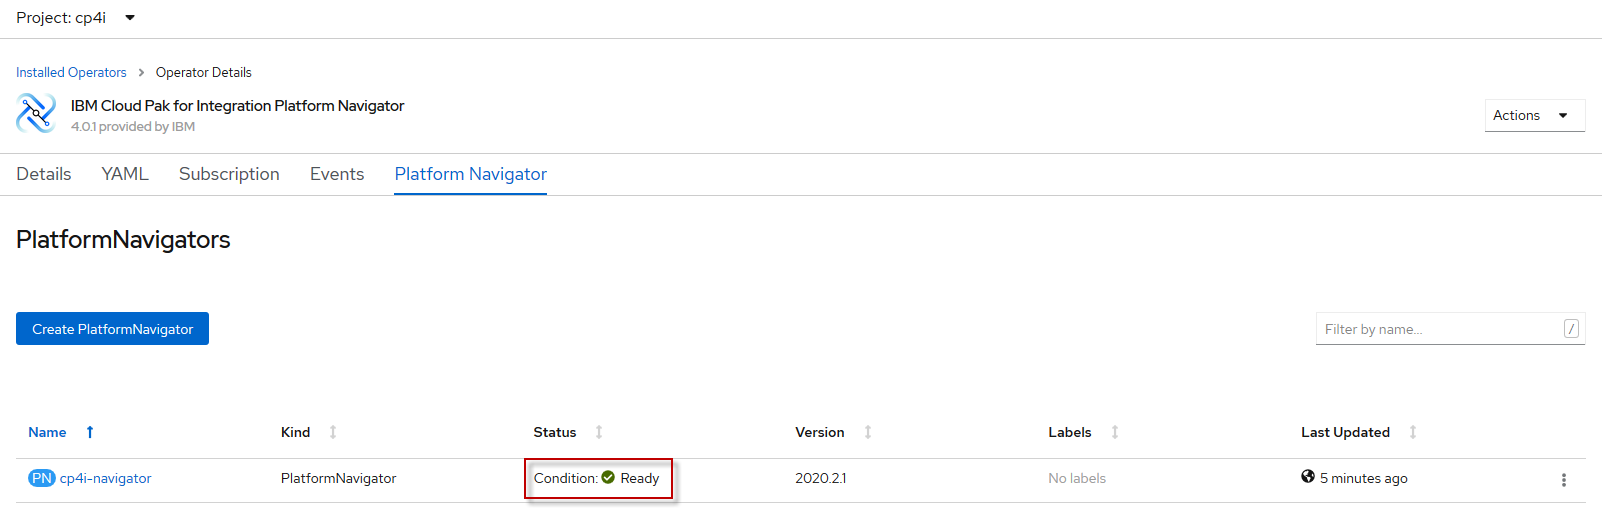 Project: cp4i
Installed Operators > Operator Details
IBM Cloud Pak for Integration Platform Navigator
4.0.1 provided by IBM
Actions
Details YAML Subscription Events Platform Navigator
PlatformNavigators
Create PlatformNavigator
Filter by name... /
Name Kind Status Version Labels Last Updated
PN cp4i-navigator PlatformNavigator Condition: Ready 2020.2.1 No labels 5 minutes ago